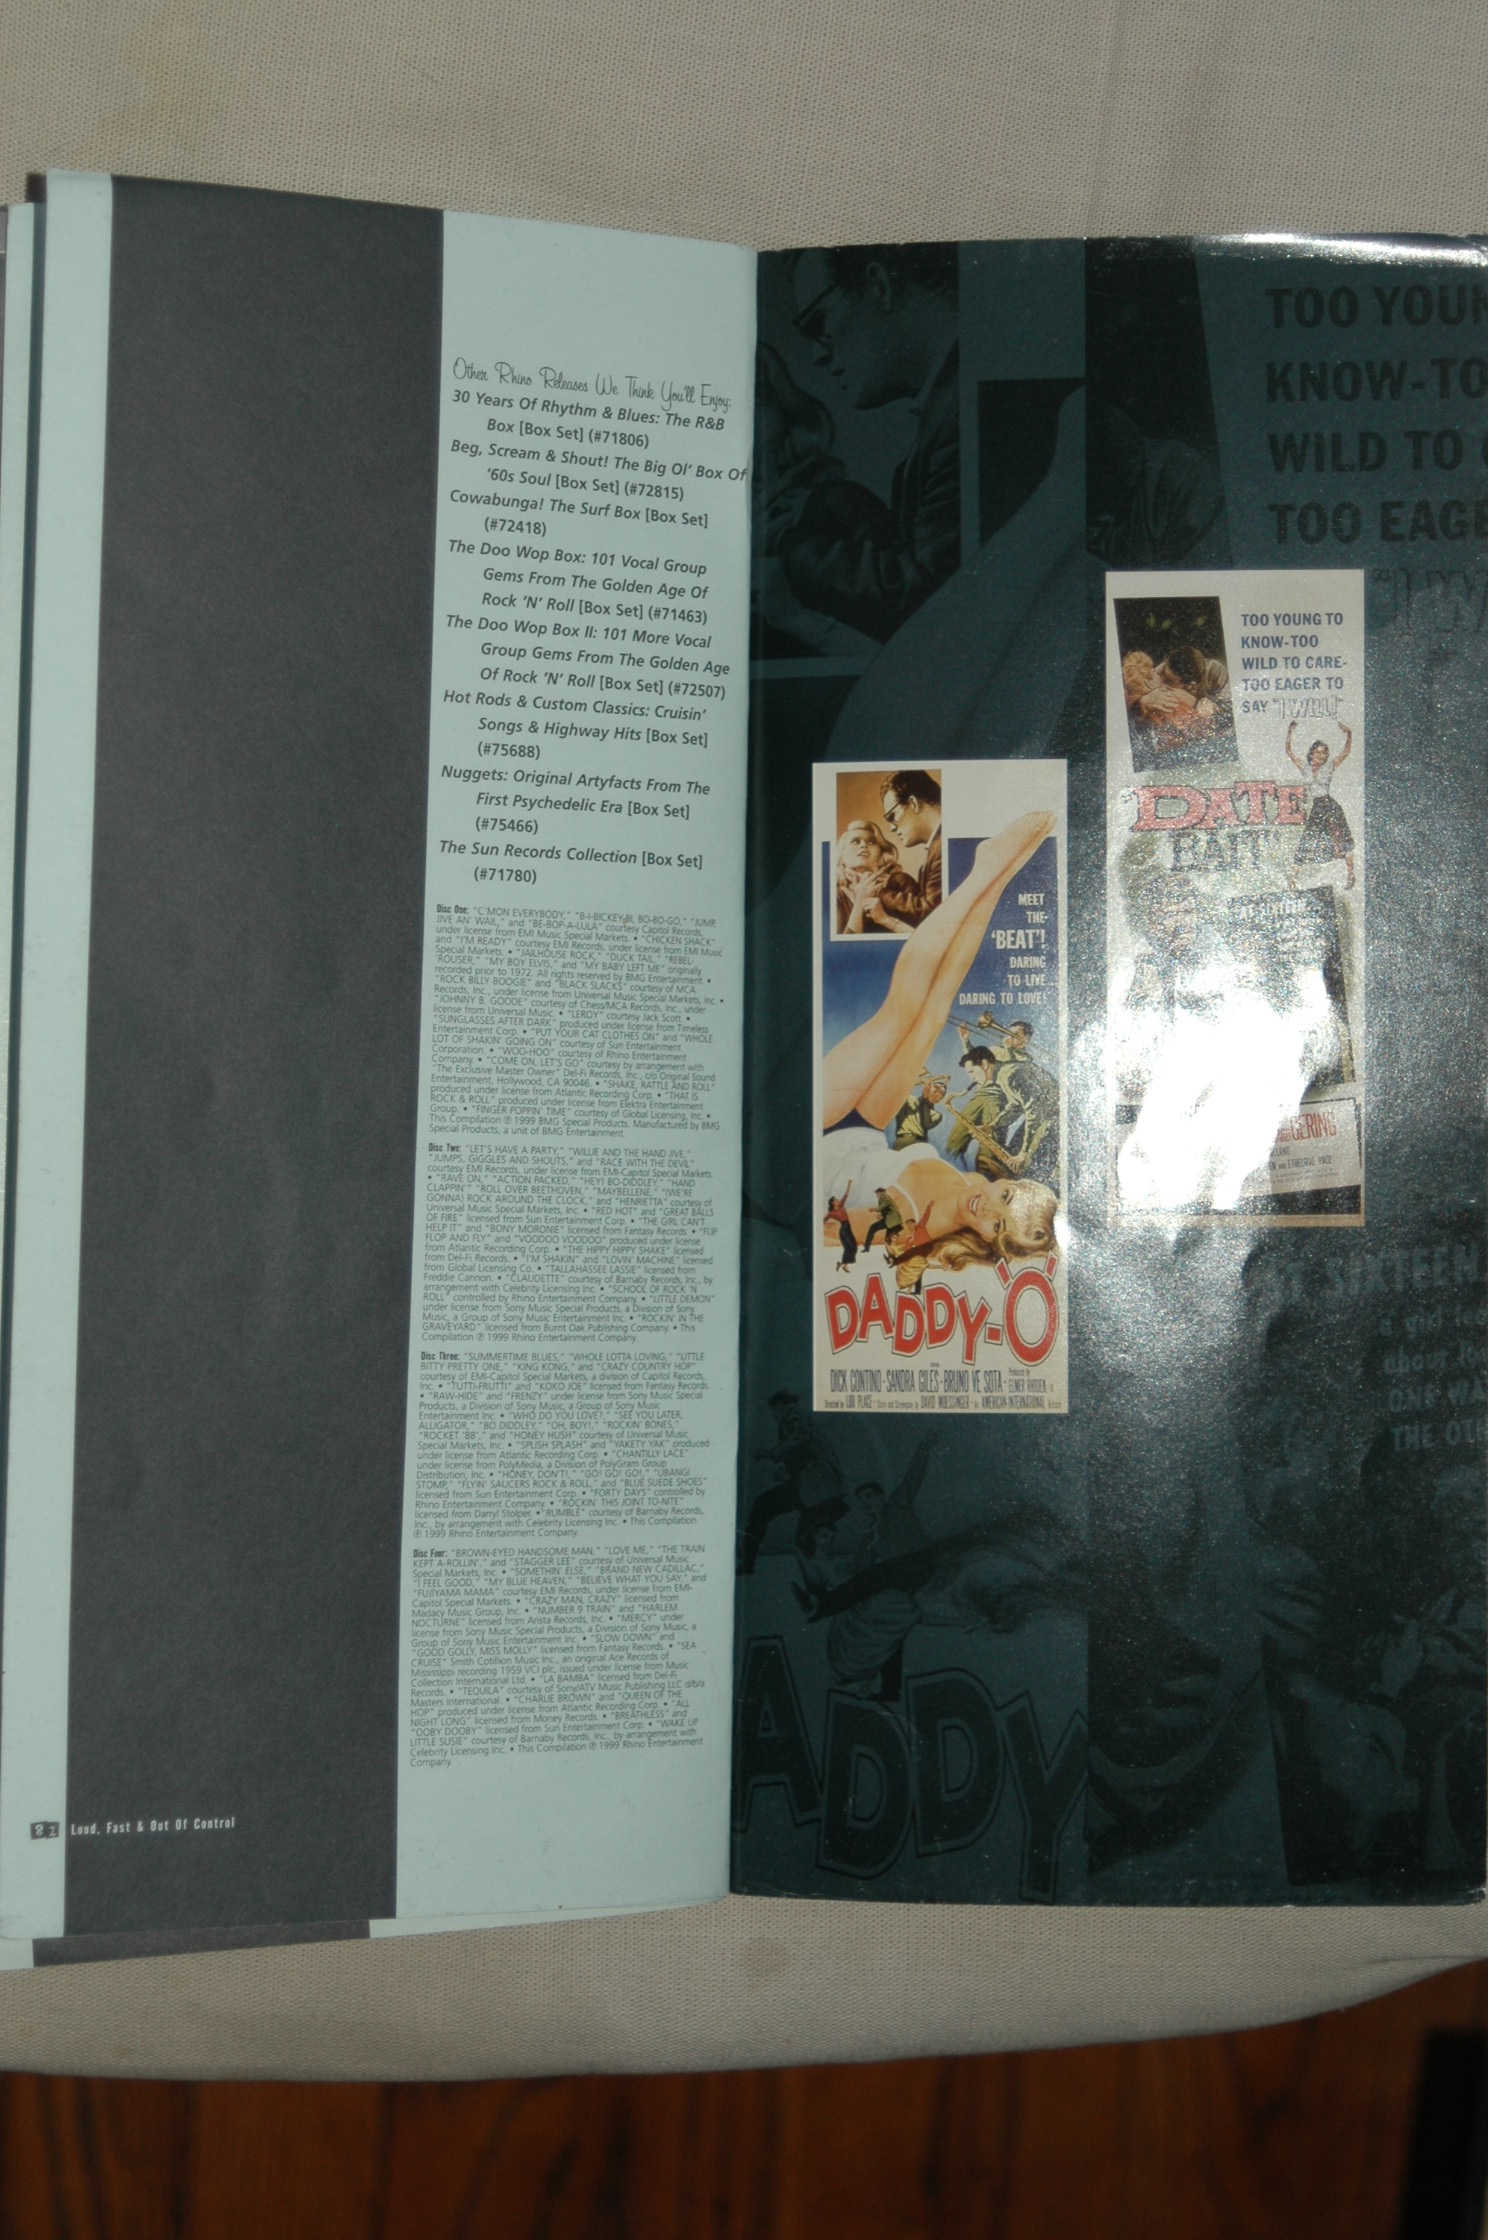 Other Rhino Releases We Think You'll Enjoy:
30 Years Of Rhythm & Blues: The R&B
Box [Box Set] (#71806)
Beg, Scream & Shout! The Big Ol' Box Of
'60s Soul [Box Set] (#72815)
Cowabunga! The Surf Box [Box Set]
(#72418)
The Doo Wop Box: 101 Vocal Group
Gems From The Golden Age Of
Rock 'N' Roll [Box Set] (#71463)
The Doo Wop Box II: 101 More Vocal
Group Gems From The Golden Age
Of Rock 'N' Roll [Box Set] (#72507)
Hot Rods & Custom Classics: Cruisin'
Songs & Highway Hits [Box Set]
(#75688)
Nuggets: Original Artyfacts From The
First Psychedelic Era [Box Set]
(#75466)
The Sun Records Collection [Box Set]
(#71780)
Disc One: "C'MON EVERYBODY," "B-I-BICKEY-BI, BO-BO-GO," "JUMP,
JIVE AN' WAIL," and "BE-BOP-A-LULA" courtesy Capitol Records,
under license from EMI Music Special Markets. • "CHICKEN SHACK"
and "I'M READY" courtesy EMI Records, under license from EMI Music
Special Markets. • "JAILHOUSE ROCK," "DUCK TAIL," "REBEL-
'ROUSER," "MY BOY ELVIS," and "MY BABY LEFT ME" originally
recorded prior to 1972. All rights reserved by BMG Entertainment. •
"ROCK BILLY BOOGIE" and "BLACK SLACKS" courtesy of MCA
Records, Inc., under license from Universal Music Special Markets, Inc. •
"JOHNNY B. GOODE" courtesy of Chess/MCA Records, Inc., under
license from Universal Music. • "LEROY" courtesy Jack Scott. •
"SUNGLASSES AFTER DARK" produced under license from Timeless
Entertainment Corp. • "PUT YOUR CAT CLOTHES ON" and "WHOLE
LOT OF SHAKIN' GOING ON" courtesy of Sun Entertainment
Corporation. • "WOO-HOO" courtesy of Rhino Entertainment
Company. • "COME ON, LET'S GO" courtesy by arrangement with
"The Exclusive Master Owner" Del-Fi Records, Inc., c/o Original Sound
Entertainment, Hollywood, CA 90046. • "SHAKE, RATTLE AND ROLL"
produced under license from Atlantic Recording Corp. • "THAT IS
ROCK & ROLL" produced under license from Elektra Entertainment
Group. • "FINGER POPPIN' TIME" courtesy of Global Licensing, Inc. •
This Compilation ℗ 1999 BMG Special Products. Manufactured by BMG
Special Products, a unit of BMG Entertainment.
Disc Two: "LET'S HAVE A PARTY," "WILLIE AND THE HAND JIVE,"
"JUMPS, GIGGLES AND SHOUTS," and "RACE WITH THE DEVIL"
courtesy EMI Records, under license from EMI-Capitol Special Markets.
• "RAVE ON," "ACTION PACKED," "HEY! BO-DIDDLEY," "HAND
CLAPPIN'," "ROLL OVER BEETHOVEN," "MAYBELLENE," "(WE'RE
GONNA) ROCK AROUND THE CLOCK," and "HENRIETTA" courtesy of
Universal Music Special Markets, Inc. • "RED HOT" and "GREAT BALLS
OF FIRE" licensed from Sun Entertainment Corp. • "THE GIRL CAN'T
HELP IT" and "BONY MORONIE" licensed from Fantasy Records. • "FLIP
FLOP AND FLY" and "VOODOO VOODOO" produced under license
from Atlantic Recording Corp. • "THE HIPPY HIPPY SHAKE" licensed
from Del-Fi Records. • "I'M SHAKIN'" and "LOVIN' MACHINE" licensed
from Global Licensing Co. • "TALLAHASSEE LASSIE" licensed from
Freddie Cannon. • "CLAUDETTE" courtesy of Barnaby Records, Inc., by
arrangement with Celebrity Licensing Inc. • "SCHOOL OF ROCK 'N
ROLL" controlled by Rhino Entertainment Company. • "LITTLE DEMON"
under license from Sony Music Special Products, a Division of Sony
Music, a Group of Sony Music Entertainment Inc. • "ROCKIN' IN THE
GRAVEYARD" licensed from Burnt Oak Publishing Company. • This
Compilation ℗ 1999 Rhino Entertainment Company.
Disc Three: "SUMMERTIME BLUES," "WHOLE LOTTA LOVING," "LITTLE
BITTY PRETTY ONE," "KING KONG," and "CRAZY COUNTRY HOP"
courtesy of EMI-Capitol Special Markets, a division of Capitol Records,
Inc. • "TUTTI-FRUTTI" and "KOKO JOE" licensed from Fantasy Records.
• "RAW-HIDE" and "FRENZY" under license from Sony Music Special
Products, a Division of Sony Music, a Group of Sony Music
Entertainment Inc. • "WHO DO YOU LOVE?," "SEE YOU LATER,
ALLIGATOR," "BO DIDDLEY," "OH, BOY!," "ROCKIN' BONES,"
"ROCKET '88'," and "HONEY HUSH" courtesy of Universal Music
Special Markets, Inc. • "SPLISH SPLASH" and "YAKETY YAK" produced
under license from Atlantic Recording Corp. • "CHANTILLY LACE"
under license from PolyMedia, a Division of PolyGram Group
Distribution, Inc. • "HONEY, DON'T!," "GO! GO! GO!," "UBANGI
STOMP," "FLYIN' SAUCERS ROCK & ROLL," and "BLUE SUEDE SHOES"
licensed from Sun Entertainment Corp. • "FORTY DAYS" controlled by
Rhino Entertainment Company. • "ROCKIN' THIS JOINT TO-NITE"
licensed from Darryl Stolper. • "RUMBLE" courtesy of Barnaby Records,
Inc., by arrangement with Celebrity Licensing Inc. • This Compilation
℗ 1999 Rhino Entertainment Company.
Disc Four: "BROWN-EYED HANDSOME MAN," "LOVE ME," "THE TRAIN
KEPT A-ROLLIN'," and "STAGGER LEE" courtesy of Universal Music
Special Markets, Inc. • "SOMETHIN' ELSE," "BRAND NEW CADILLAC,"
"I FEEL GOOD," "MY BLUE HEAVEN," "BELIEVE WHAT YOU SAY," and
"FUJIYAMA MAMA" courtesy EMI Records, under license from EMI-
Capitol Special Markets. • "CRAZY MAN, CRAZY" licensed from
Madacy Music Group, Inc. • "NUMBER 9 TRAIN" and "HARLEM
NOCTURNE" licensed from Arista Records, Inc. • "MERCY" under
license from Sony Music Special Products, a Division of Sony Music, a
Group of Sony Music Entertainment Inc. • "SLOW DOWN" and
"GOOD GOLLY, MISS MOLLY" licensed from Fantasy Records. • "SEA
CRUISE" Smith Cotillion Music Inc., an original Ace Records of
Mississippi recording 1959 VCI plc, issued under license from Music
Collection International Ltd. • "LA BAMBA" licensed from Del-Fi
Records. • "TEQUILA" courtesy of Sony/ATV Music Publishing LLC d/b/a
Masters International. • "CHARLIE BROWN" and "QUEEN OF THE
HOP" produced under license from Atlantic Recording Corp. • "ALL
NIGHT LONG" licensed from Money Records. • "BREATHLESS" and
"OOBY DOOBY" licensed from Sun Entertainment Corp. • "WAKE UP
LITTLE SUSIE" courtesy of Barnaby Records, Inc., by arrangement with
Celebrity Licensing Inc. • This Compilation ℗ 1999 Rhino Entertainment
Company.
82 Loud, Fast & Out Of Control
TOO YOUN
KNOW-TO
WILD TO
TOO EAGE
"I W
TOO YOUNG TO
KNOW-TOO
WILD TO CARE-
TOO EAGER TO
SAY "I WILL!"
"DATE
BAIT"
GERING
MEET
THE
'BEAT'!
DARING
TO LIVE...
DARING TO LOVE!
DADDY-'O'
DICK CONTINO · SANDRA GILES · BRUNO VE SOTA
Produced by ELMER RHODEN Jr.
Directed by LOU PLACE · Story and Screenplay by DAVID MOESSINGER · An AMERICAN-INTERNATIONAL Release
a girl
about
ONE WA
THE OTH
ADDY